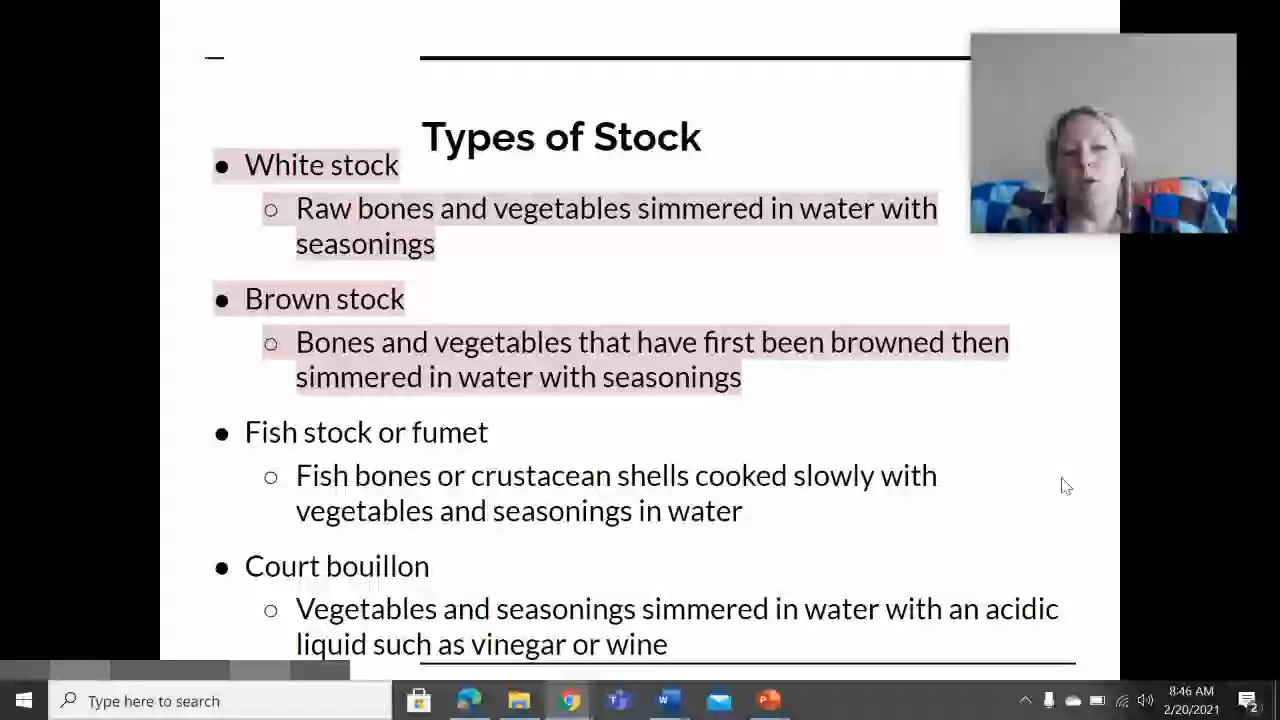 Types of Stock
● White stock
○ Raw bones and vegetables simmered in water with
seasonings
● Brown stock
○ Bones and vegetables that have first been browned then
simmered in water with seasonings
● Fish stock or fumet
○ Fish bones or crustacean shells cooked slowly with
vegetables and seasonings in water
● Court bouillon
○ Vegetables and seasonings simmered in water with an acidic
liquid such as vinegar or wine
Type here to search
8:46 AM
2/20/2021
2